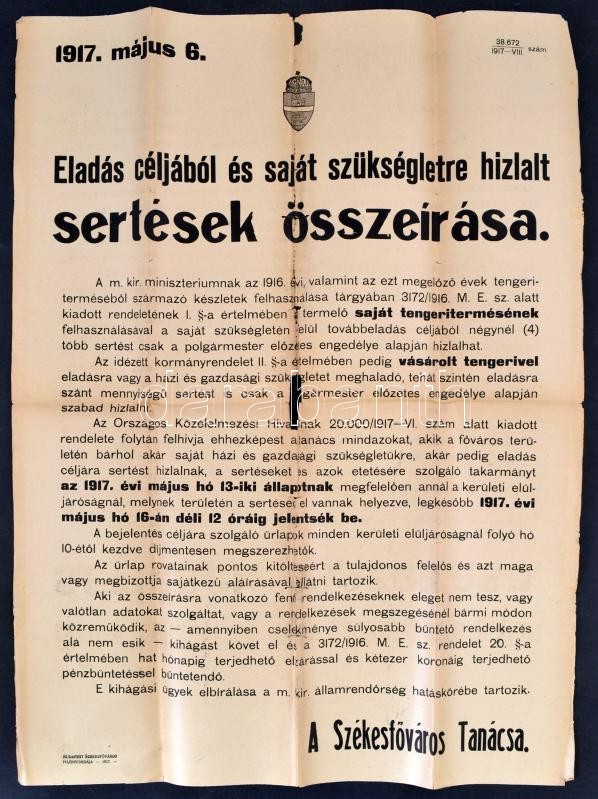 1917. május 6.
38.672
1917—VIII. szám
Eladás céljából és saját szükségletre hizlalt
sertések összeírása.
A m. kir. miniszteriumnak az 1916. évi, valamint az ezt megelőző évek tengeri-
terméséből származó készletek felhasználása tárgyában 3172/1916. M. E. sz. alatt
kiadott rendeletének I. §-a értelmében termelő saját tengeritermésének
felhasználásával a saját szükségletén felül továbbeladás céljából négynél (4)
több sertést csak a polgármester előzetes engedélye alapján hizlalhat.
Az idézett kormányrendelet II. §-a értelmében pedig vásárolt tengerivel
eladásra vagy a házi és gazdasági szükségletet meghaladó, tehát szintén eladásra
szánt mennyiségű sertést is csak polgármester előzetes engedélye alapján
szabad hizlalni.
Az Országos Közélelmezési Hivatalnak 20.000/1917—VI. szám alatt kiadott
rendelete folytán felhívja ehhezképest a tanács mindazokat, akik a főváros terü-
letén bárhol akár saját házi és gazdasági szükségletükre, akár pedig eladás
céljára sertést hizlalnak, a sertéseket és azok etetésére szolgáló takarmányt
az 1917. évi május hó 13-iki állapotnak megfelelően annál a kerületi elül-
járóságnál, melynek területén a sertésel vannak helyezve, legkésőbb 1917. évi
május hó 16-án déli 12 óráig jelentsék be.
A bejelentés céljára szolgáló űrlapok minden kerületi elüljáróságnál folyó hó
10-étől kezdve díjmentesen megszerezhetők.
Az űrlap rovatainak pontos kitöltéséért a tulajdonos felelős és azt maga
vagy megbízottja sajátkezű aláírásával ellátni tartozik.
Aki az összeírásra vonatkozó fenti rendelkezéseknek eleget nem tesz, vagy
valótlan adatokat szolgáltat, vagy a rendelkezések megszegésénél bármi módon
közreműködik, az — amennyiben cselekménye súlyosabb büntető rendelkezés
alá nem esik — kihágást követ el és a 3172/1916. M. E. sz. rendelet 20. §-a
értelmében hat hónapig terjedhető elzárással és kétezer koronáig terjedhető
pénzbüntetéssel büntetendő.
E kihágási ügyek elbírálása a m. kir. államrendőrség hatáskörébe tartozik.
A Székesfőváros Tanácsa.
BUDAPEST SZÉKESFŐVÁROS
HÁZINYOMDÁJA — 1917. —
darabanth